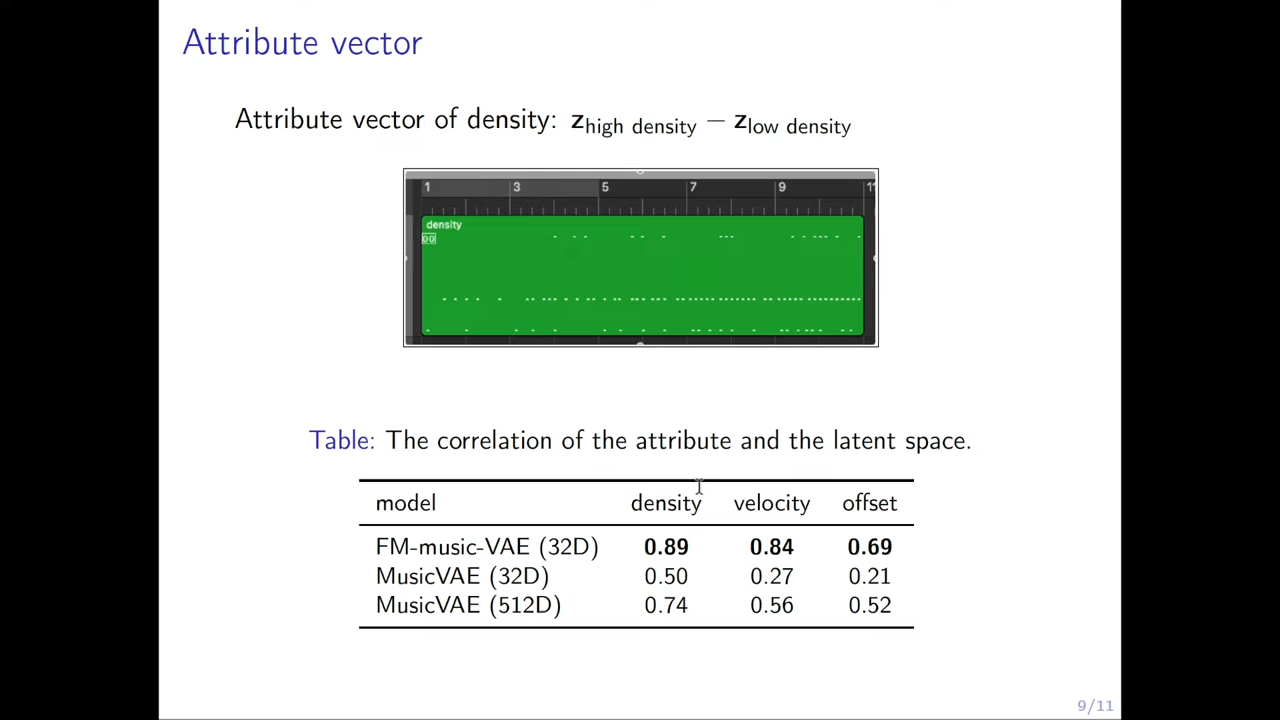 Attribute vector
Attribute vector of density: z_high density − z_low density
1 3 5 7 9 11
density
00
Table: The correlation of the attribute and the latent space.
model density velocity offset
FM-music-VAE (32D) 0.89 0.84 0.69
MusicVAE (32D) 0.50 0.27 0.21
MusicVAE (512D) 0.74 0.56 0.52
9/11